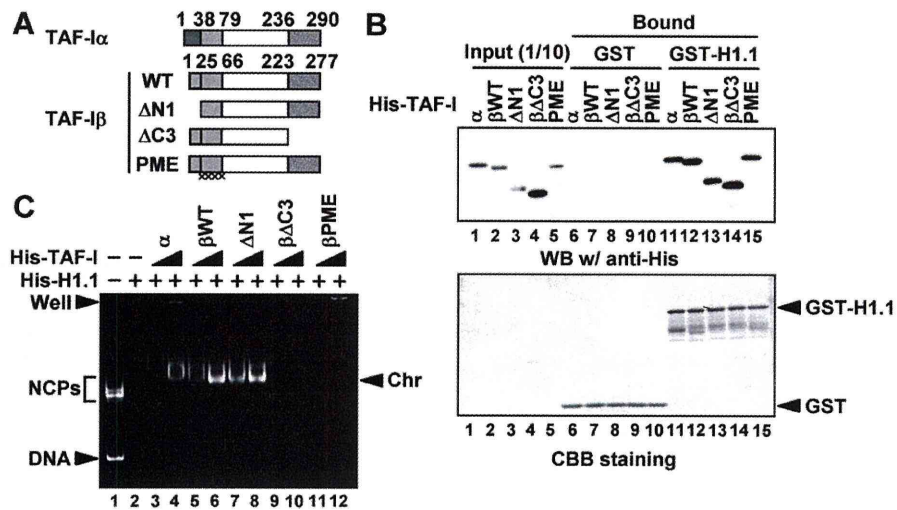 A
1 38 79 236 290
TAF-Iα
1 25 66 223 277
TAF-Iβ
WT
ΔN1
ΔC3
PME
xxxx
B
Bound
Input (1/10) GST GST-H1.1
His-TAF-I α βWT ΔN1 βΔC3 PME α βWT ΔN1 βΔC3 PME α βWT ΔN1 βΔC3 PME
1 2 3 4 5 6 7 8 9 10 11 12 13 14 15
WB w/ anti-His
GST-H1.1
GST
1 2 3 4 5 6 7 8 9 10 11 12 13 14 15
CBB staining
C
α βWT ΔN1 βΔC3 βPME
His-TAF-I – –
His-H1.1 – + + + + + + + + + + +
Well
NCPs
Chr
DNA
1 2 3 4 5 6 7 8 9 10 11 12